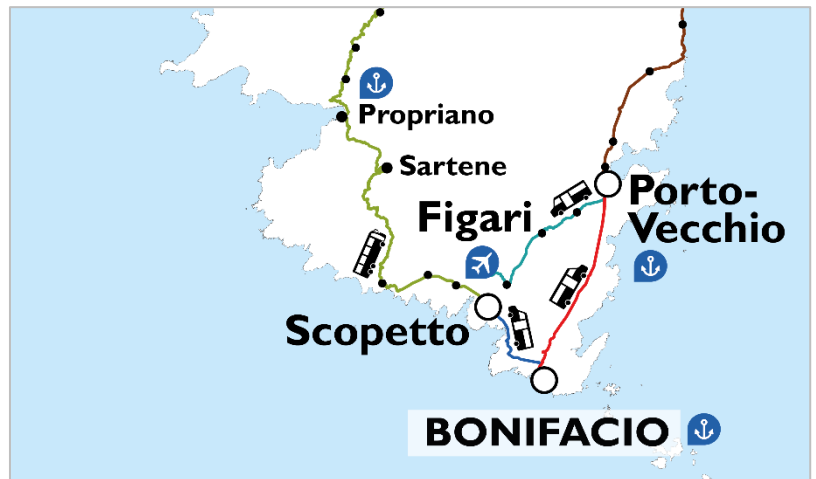 Propriano
Sartene
Figari
Porto-
Vecchio
Scopetto
BONIFACIO